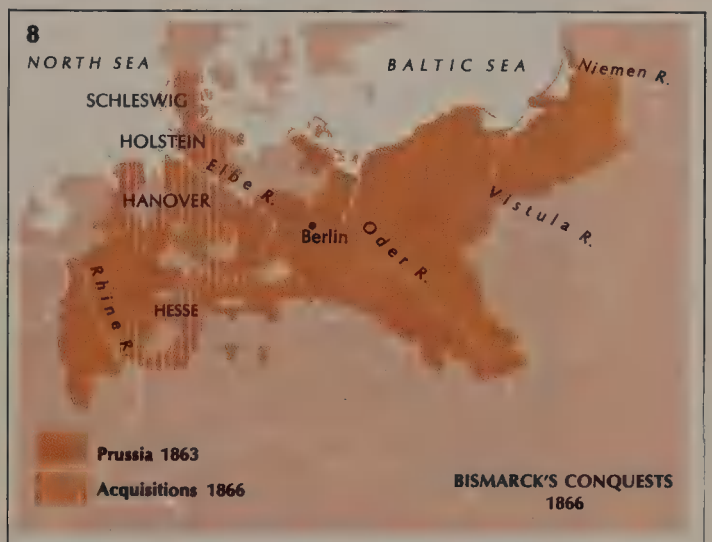 8
NORTH SEA
BALTIC SEA
Niemen R.
SCHLESWIG
HOLSTEIN
Elbe R.
HANOVER
Vistula R.
Berlin
Oder R.
Rhine R.
HESSE
Prussia 1863
Acquisitions 1866
BISMARCK'S CONQUESTS
1866